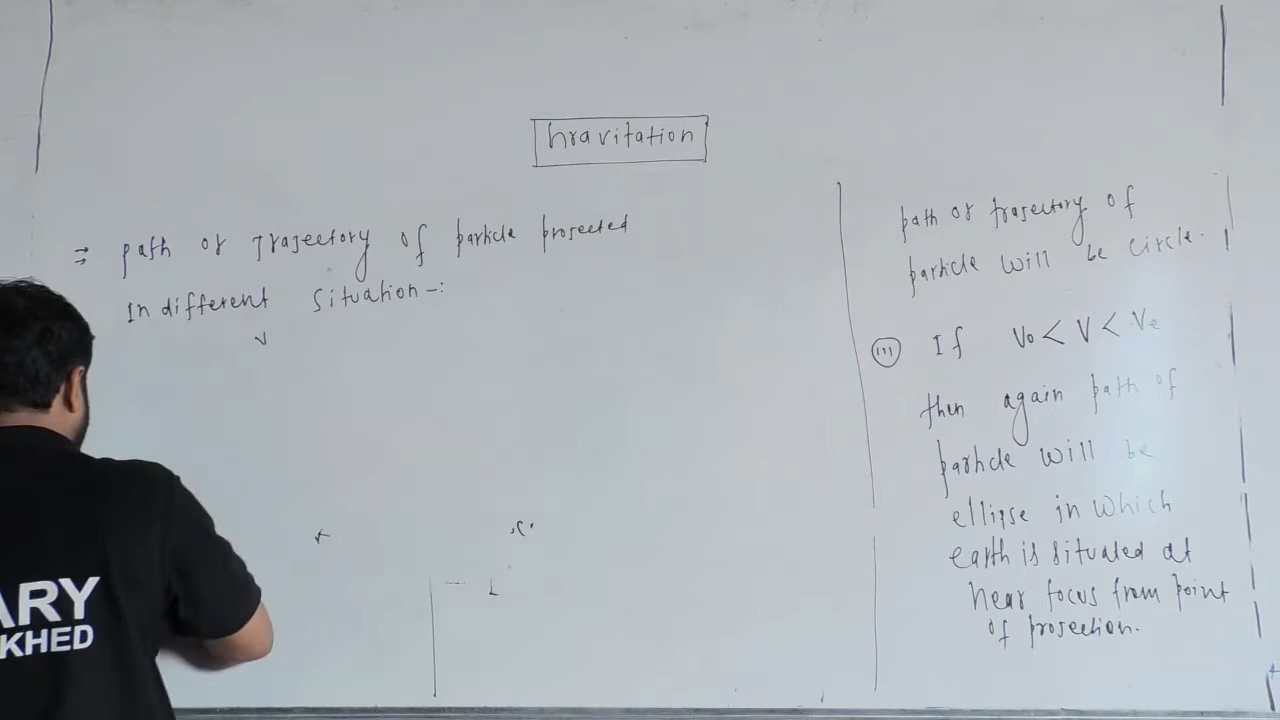 Gravitation
⇒ path or Trajectory of particle projected
In different Situation -:
v
path or trajectory of
particle will be circle.
(III) If Vo < V < Ve
then again path of
particle will be
ellipse in which
earth is situated at
near focus from point
of projection.
ARY
KHED